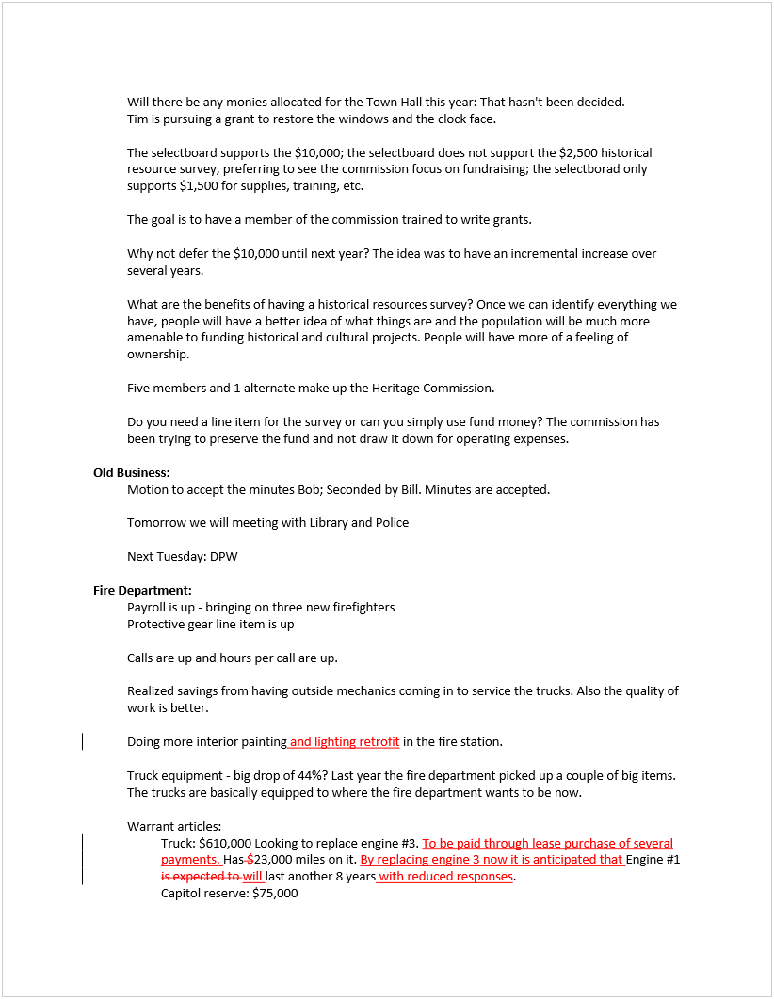 Will there be any monies allocated for the Town Hall this year: That hasn't been decided.
Tim is pursuing a grant to restore the windows and the clock face.
The selectboard supports the $10,000; the selectboard does not support the $2,500 historical
resource survey, preferring to see the commission focus on fundraising; the selectborad only
supports $1,500 for supplies, training, etc.
The goal is to have a member of the commission trained to write grants.
Why not defer the $10,000 until next year? The idea was to have an incremental increase over
several years.
What are the benefits of having a historical resources survey? Once we can identify everything we
have, people will have a better idea of what things are and the population will be much more
amenable to funding historical and cultural projects. People will have more of a feeling of
ownership.
Five members and 1 alternate make up the Heritage Commission.
Do you need a line item for the survey or can you simply use fund money? The commission has
been trying to preserve the fund and not draw it down for operating expenses.
Old Business:
Motion to accept the minutes Bob; Seconded by Bill. Minutes are accepted.
Tomorrow we will meeting with Library and Police
Next Tuesday: DPW
Fire Department:
Payroll is up - bringing on three new firefighters
Protective gear line item is up
Calls are up and hours per call are up.
Realized savings from having outside mechanics coming in to service the trucks. Also the quality of
work is better.
Doing more interior painting and lighting retrofit in the fire station.
Truck equipment - big drop of 44%? Last year the fire department picked up a couple of big items.
The trucks are basically equipped to where the fire department wants to be now.
Warrant articles:
Truck: $610,000 Looking to replace engine #3. To be paid through lease purchase of several
payments. Has $23,000 miles on it. By replacing engine 3 now it is anticipated that Engine #1
is expected to will last another 8 years with reduced responses.
Capitol reserve: $75,000